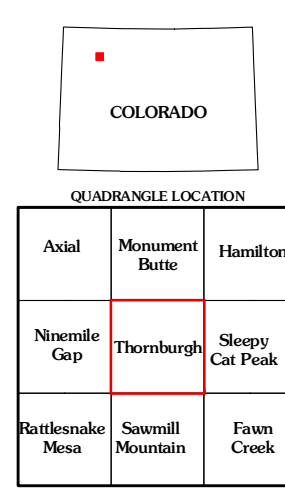 COLORADO
QUADRANGLE LOCATION
Axial
Monument
Butte
Hamilton
Ninemile
Gap
Thornburgh
Sleepy
Cat Peak
Rattlesnake
Mesa
Sawmill
Mountain
Fawn
Creek